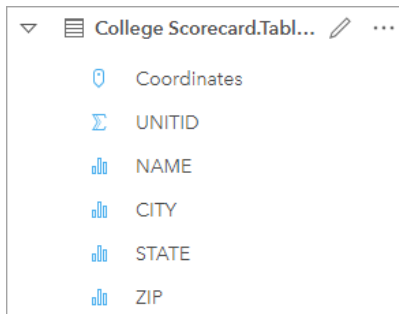 College Scorecard.Tabl...
Coordinates
UNITID
NAME
CITY
STATE
ZIP